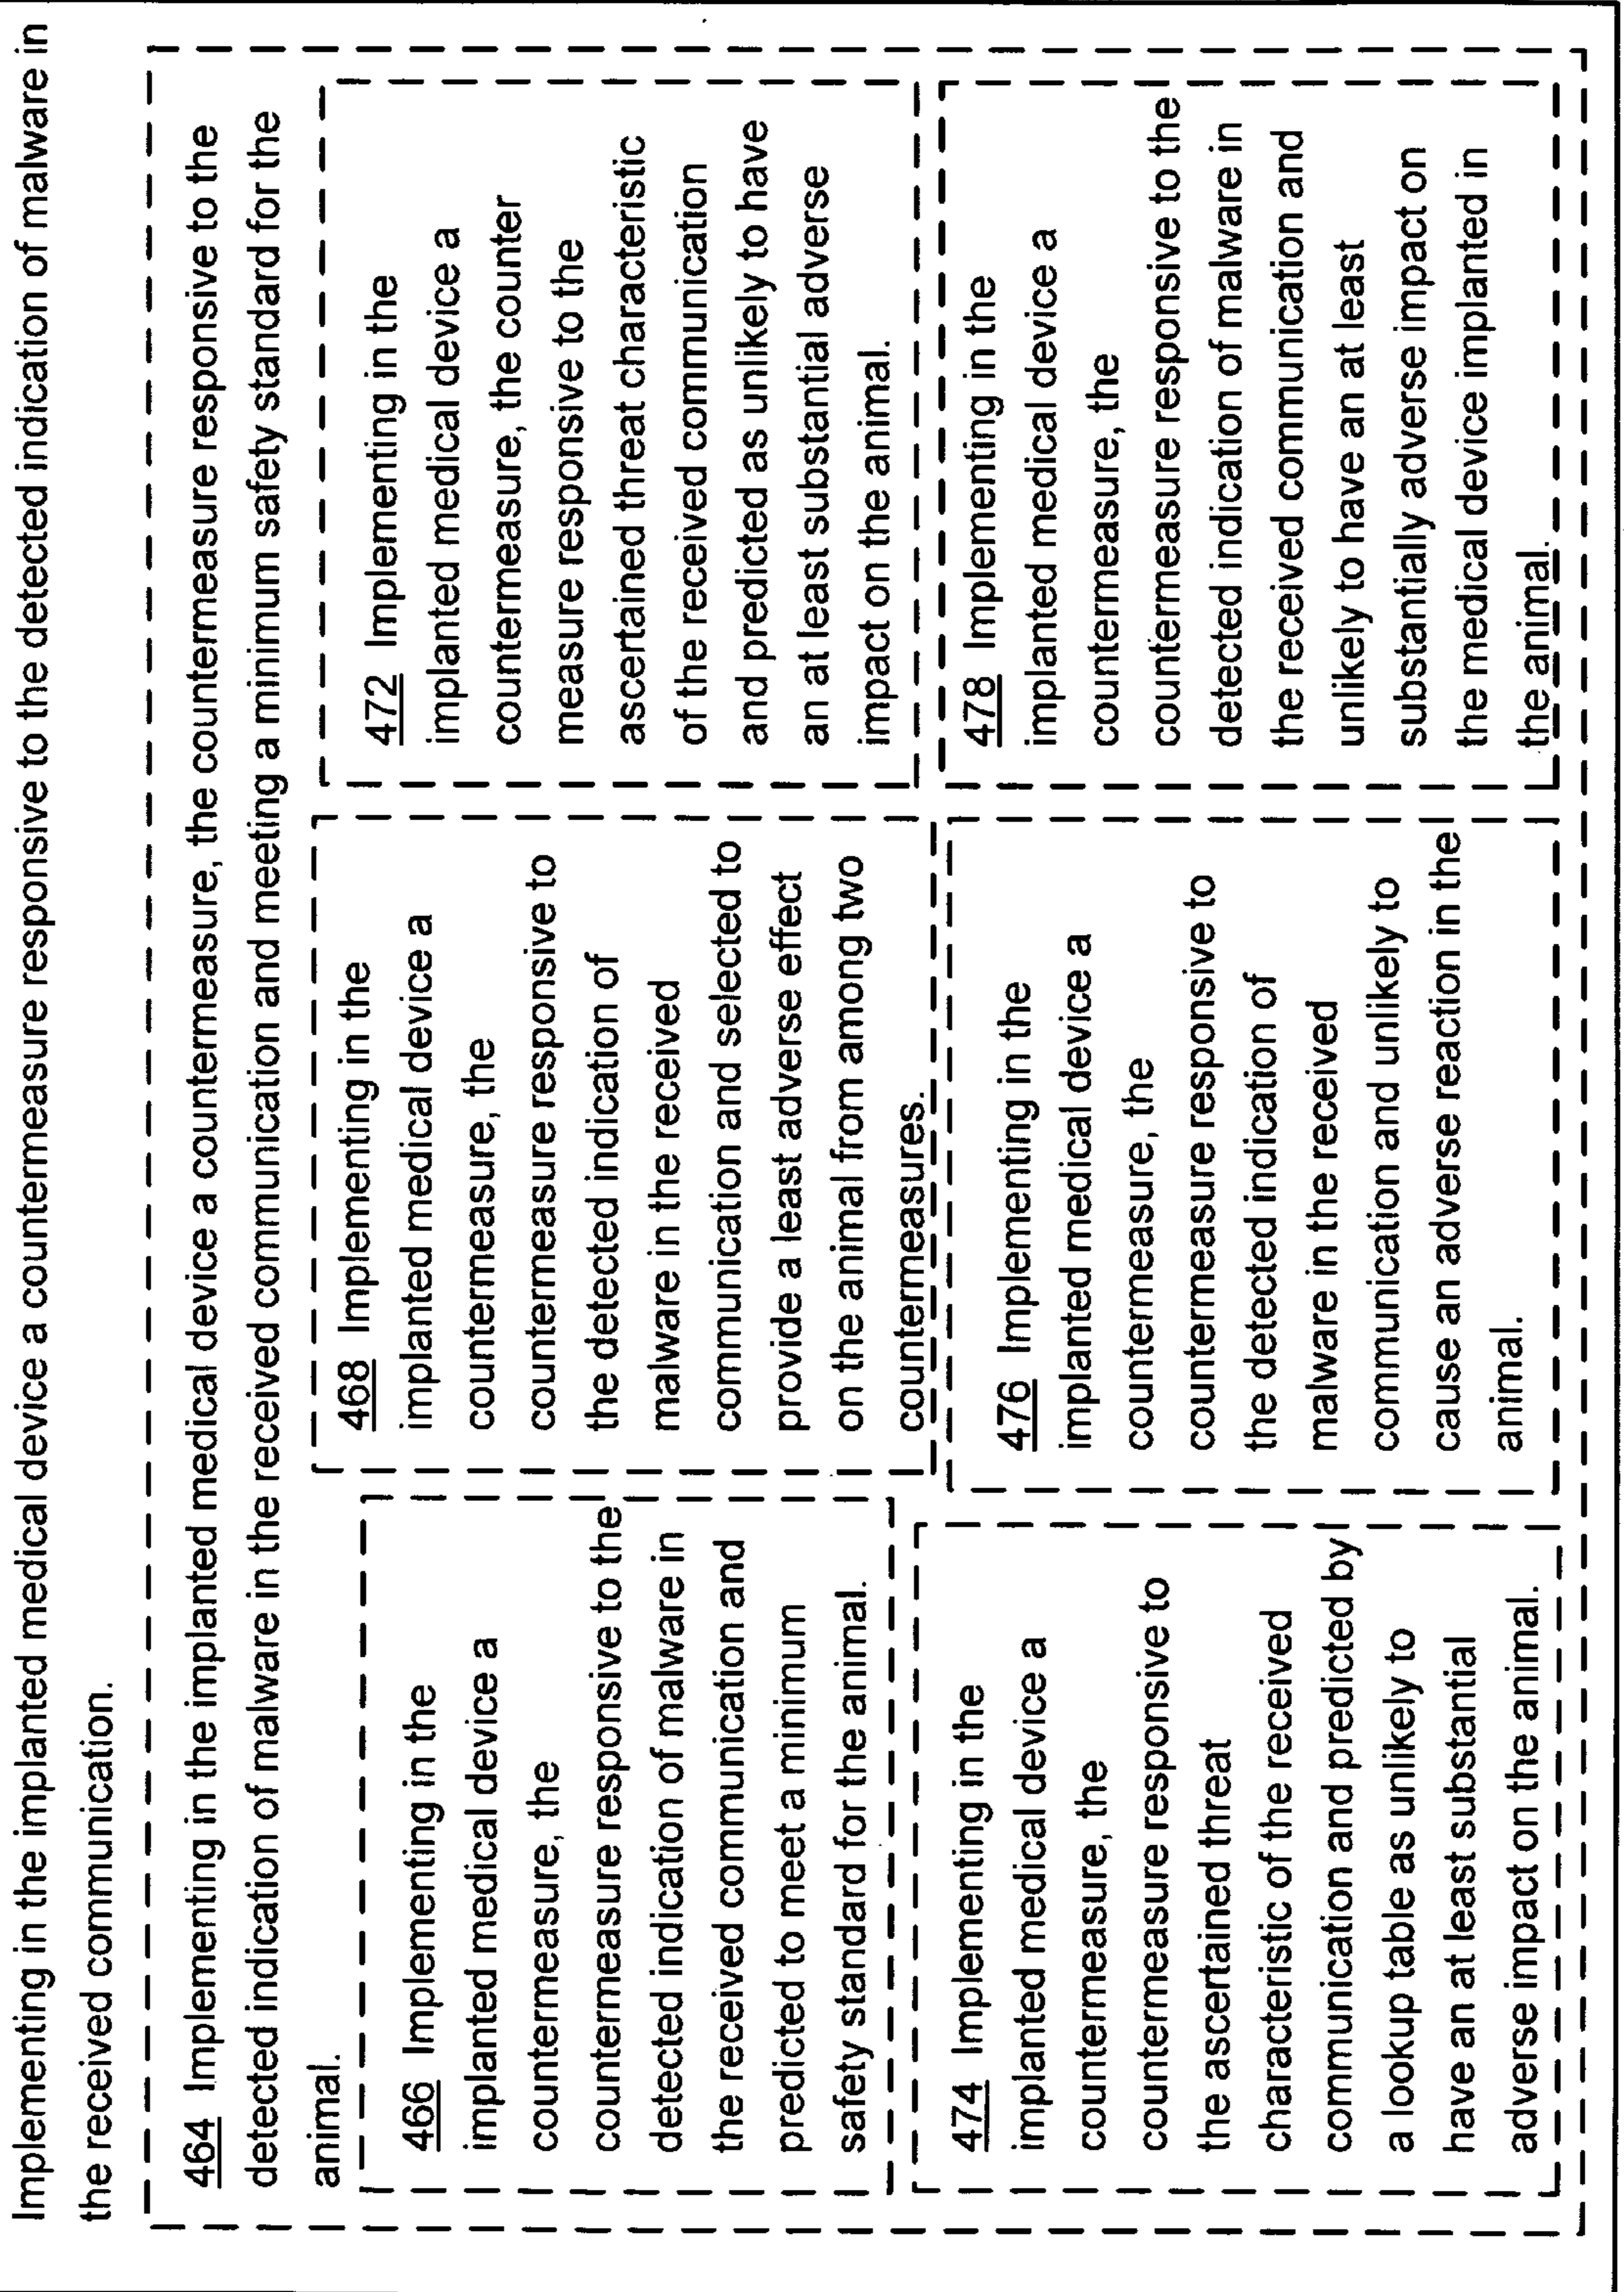 Implementing in the implanted medical device a countermeasure responsive to the detected indication of malware in
the received communication.
464 Implementing in the implanted medical device a countermeasure, the countermeasure responsive to the
detected indication of malware in the received communication and meeting a minimum safety standard for the
animal.
466 Implementing in the
implanted medical device a
countermeasure, the
countermeasure responsive to the
detected indication of malware in
the received communication and
predicted to meet a minimum
safety standard for the animal.
468 Implementing in the
implanted medical device a
countermeasure, the
countermeasure responsive to
the detected indication of
malware in the received
communication and selected to
provide a least adverse effect
on the animal from among two
countermeasures.
472 Implementing in the
implanted medical device a
countermeasure, the counter
measure responsive to the
ascertained threat characteristic
of the received communication
and predicted as unlikely to have
an at least substantial adverse
impact on the animal.
474 Implementing in the
implanted medical device a
countermeasure, the
countermeasure responsive to
the ascertained threat
characteristic of the received
communication and predicted by
a lookup table as unlikely to
have an at least substantial
adverse impact on the animal.
476 Implementing in the
implanted medical device a
countermeasure, the
countermeasure responsive to
the detected indication of
malware in the received
communication and unlikely to
cause an adverse reaction in the
animal.
478 Implementing in the
implanted medical device a
countermeasure, the
countermeasure responsive to the
detected indication of malware in
the received communication and
unlikely to have an at least
substantially adverse impact on
the medical device implanted in
the animal.